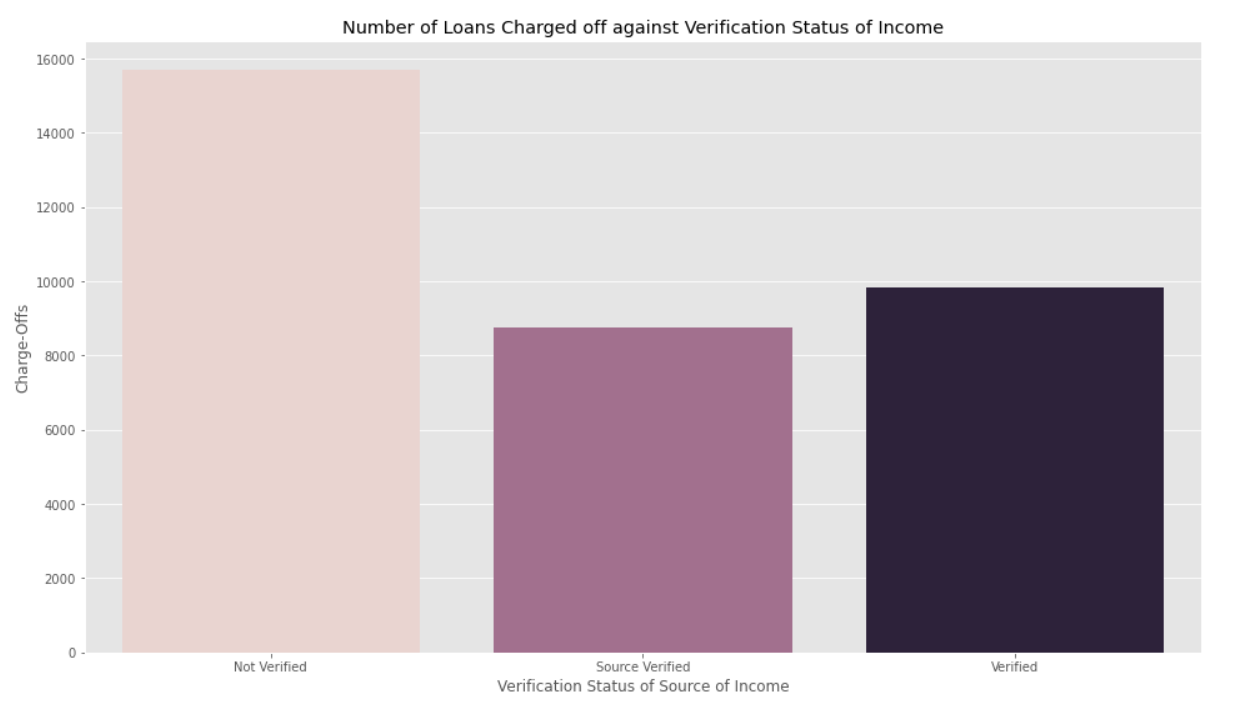 Number of Loans Charged off against Verification Status of Income
16000
14000
12000
10000
8000
6000
4000
2000
0
Charge-Offs
Not Verified
Source Verified
Verified
Verification Status of Source of Income